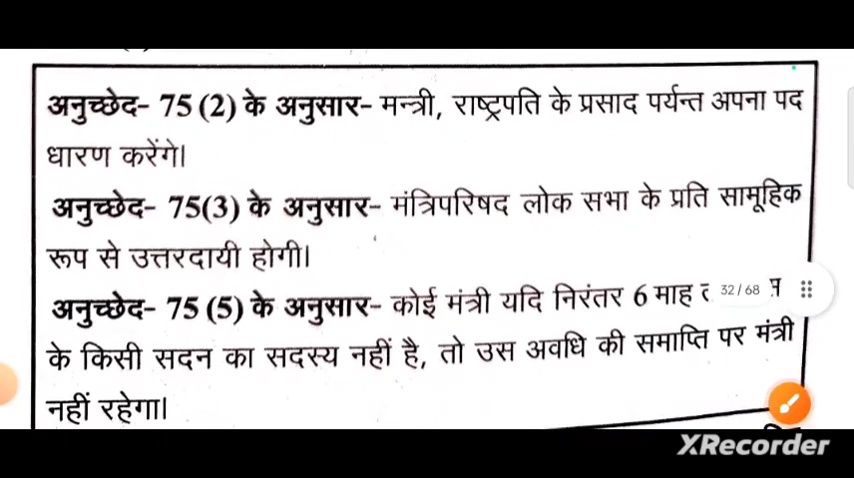 अनुच्छेद- 75 (2) के अनुसार- मन्त्री, राष्ट्रपति के प्रसाद पर्यन्त अपना पद
धारण करेंगे।
अनुच्छेद- 75(3) के अनुसार- मंत्रिपरिषद लोक सभा के प्रति सामूहिक
रूप से उत्तरदायी होगी।
अनुच्छेद- 75 (5) के अनुसार- कोई मंत्री यदि निरंतर 6 माह
32/68
के किसी सदन का सदस्य नहीं है, तो उस अवधि की समाप्ति पर मंत्री
नहीं रहेगा।
XRecorder